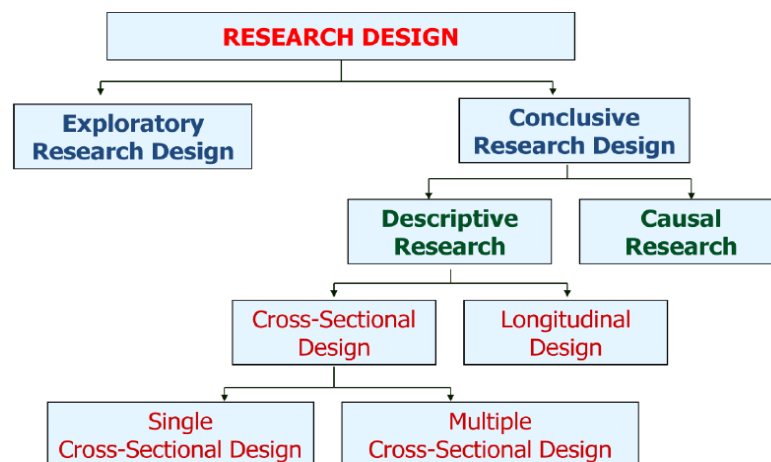 RESEARCH DESIGN
Exploratory
Research Design
Conclusive
Research Design
Descriptive
Research
Causal
Research
Cross-Sectional
Design
Longitudinal
Design
Single
Cross-Sectional Design
Multiple
Cross-Sectional Design